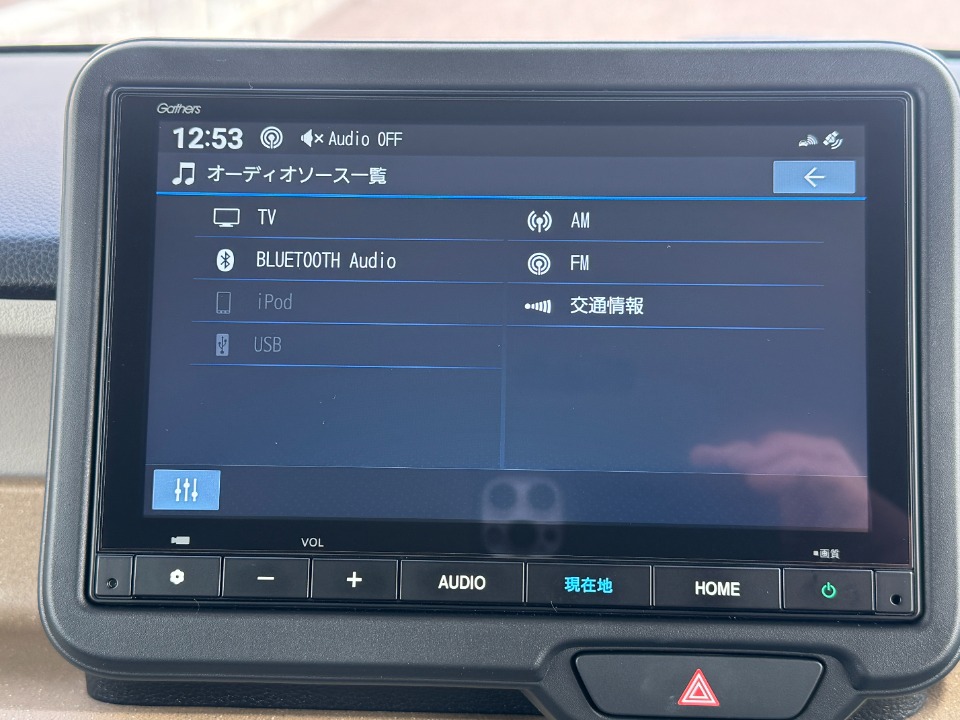 Gathers
12:53 Audio OFF
オーディオソース一覧
TV
BLUETOOTH Audio
iPod
USB
AM
FM
交通情報
VOL
■画質
− + AUDIO 現在地 HOME